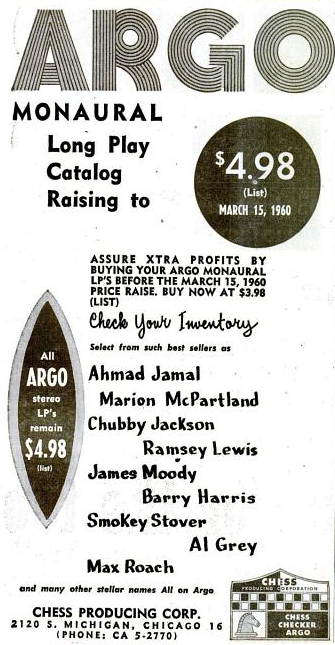 ARGO
MONAURAL
Long Play
Catalog
Raising to
$4.98
(List)
MARCH 15, 1960
ASSURE XTRA PROFITS BY
BUYING YOUR ARGO MONAURAL
LP'S BEFORE THE MARCH 15, 1960
PRICE RAISE. BUY NOW AT $3.98
(LIST)
Check Your Inventory
Select from such best sellers as
All
ARGO
stereo
LP's
remain
$4.98
(list)
Ahmad Jamal
Marion McPartland
Chubby Jackson
Ramsey Lewis
James Moody
Barry Harris
Smokey Stover
Al Grey
Max Roach
and many other stellar names All on Argo
CHESS PRODUCING CORP.
2120 S. MICHIGAN, CHICAGO 16
(PHONE: CA 5-2770)
CHESS
PRODUCING CORPORATION
CHESS
CHECKER
ARGO